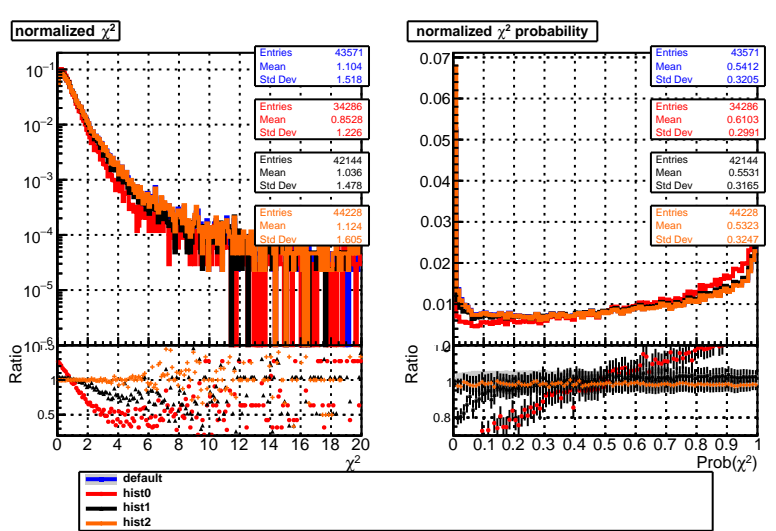 normalized χ²
Entries 43571
Mean 1.104
Std Dev 1.518
Entries 34286
Mean 0.8528
Std Dev 1.226
Entries 42144
Mean 1.036
Std Dev 1.478
Entries 44228
Mean 1.124
Std Dev 1.605
10⁻¹
10⁻²
10⁻³
10⁻⁴
10⁻⁵
Ratio
1
0.5
0 2 4 6 8 10 12 14 16 18 20
χ²
normalized χ² probability
Entries 43571
Mean 0.5412
Std Dev 0.3205
Entries 34286
Mean 0.6103
Std Dev 0.2991
Entries 42144
Mean 0.5531
Std Dev 0.3165
Entries 44228
Mean 0.5323
Std Dev 0.3247
0.07
0.06
0.05
0.04
0.03
0.02
0.01
Ratio
1
0.8
0 0.1 0.2 0.3 0.4 0.5 0.6 0.7 0.8 0.9 1
Prob(χ²)
default
hist0
hist1
hist2